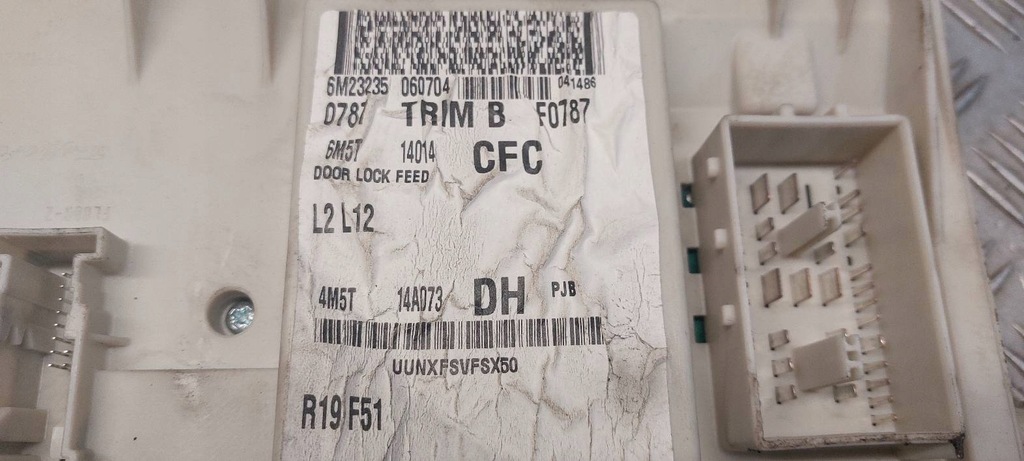 6M23235 060704 041486
D787 TRIM B F0787
6M5T 14014 CFC
DOOR LOCK FEED
L2 L12
4M5T 14A073 DH PJB
UUNXFSVFSX50
R19 F51